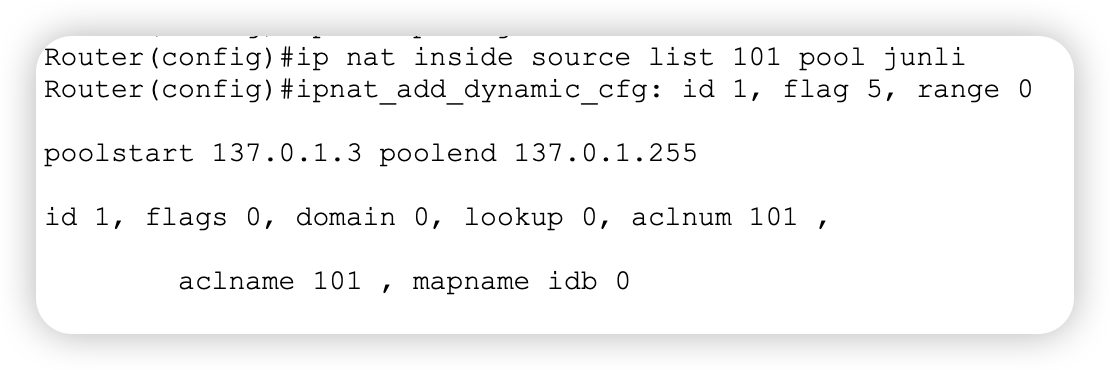 Router(config)#ip nat inside source list 101 pool junli
Router(config)#ipnat_add_dynamic_cfg: id 1, flag 5, range 0
poolstart 137.0.1.3 poolend 137.0.1.255
id 1, flags 0, domain 0, lookup 0, aclnum 101 ,
aclname 101 , mapname idb 0